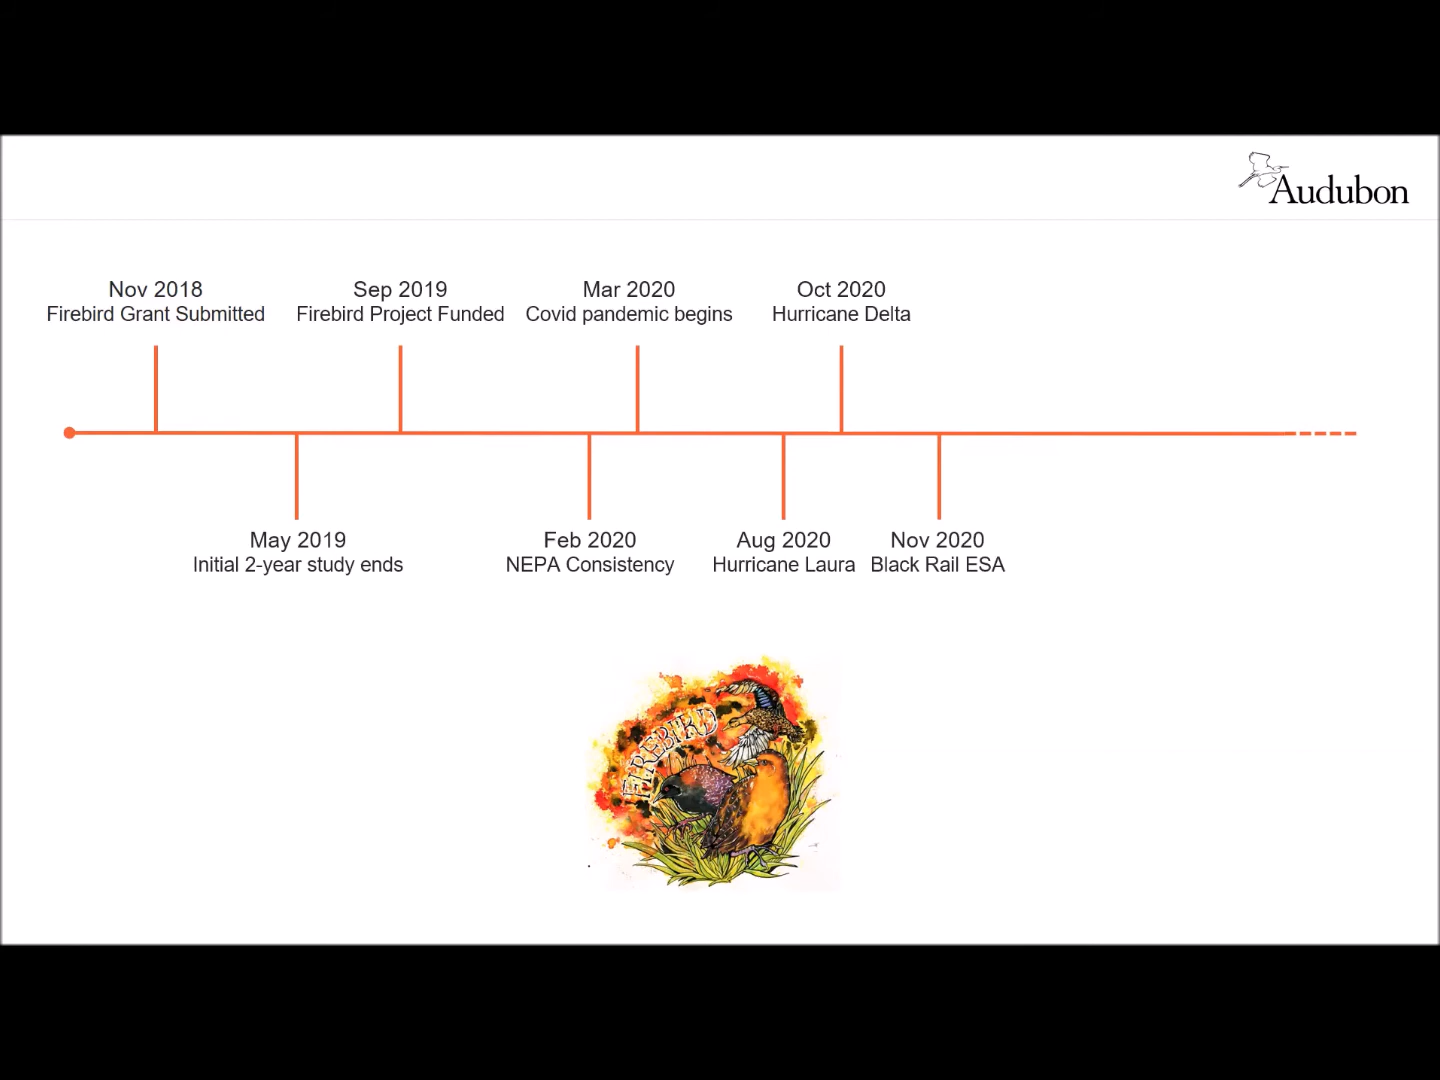 Audubon
Nov 2018
Firebird Grant Submitted
Sep 2019
Firebird Project Funded
Mar 2020
Covid pandemic begins
Oct 2020
Hurricane Delta
May 2019
Initial 2-year study ends
Feb 2020
NEPA Consistency
Aug 2020
Hurricane Laura
Nov 2020
Black Rail ESA
FIREBIRD